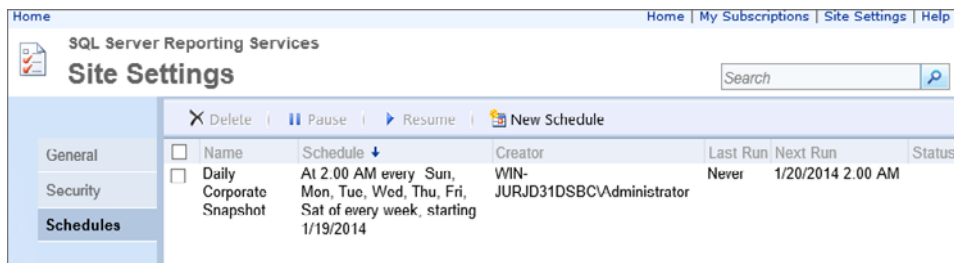 Home
Home | My Subscriptions | Site Settings | Help
SQL Server Reporting Services
Site Settings
Search
Delete | Pause | Resume | New Schedule
General
Security
Schedules
Name Schedule Creator Last Run Next Run Status
Daily Corporate Snapshot
At 2.00 AM every Sun,
Mon, Tue, Wed, Thu, Fri,
Sat of every week, starting
1/19/2014
WIN-
JURJD31DSBC\Administrator
Never
1/20/2014 2.00 AM